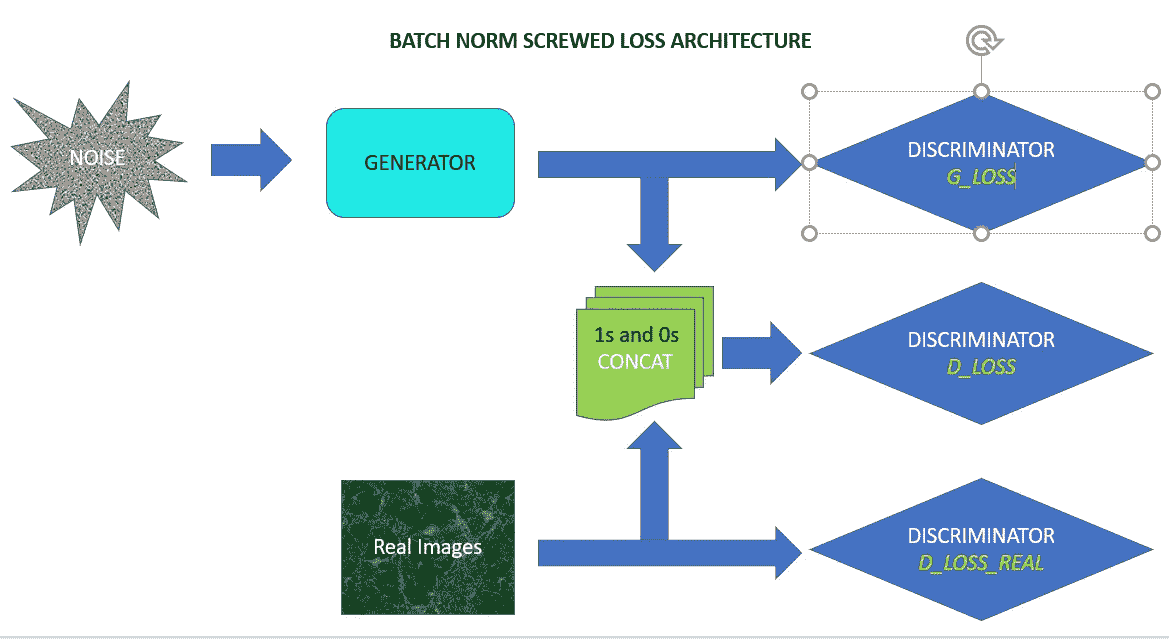 BATCH NORM SCREWED LOSS ARCHITECTURE
NOISE
GENERATOR
DISCRIMINATOR
G_LOSS
1s and 0s
CONCAT
DISCRIMINATOR
D_LOSS
Real Images
DISCRIMINATOR
D_LOSS_REAL